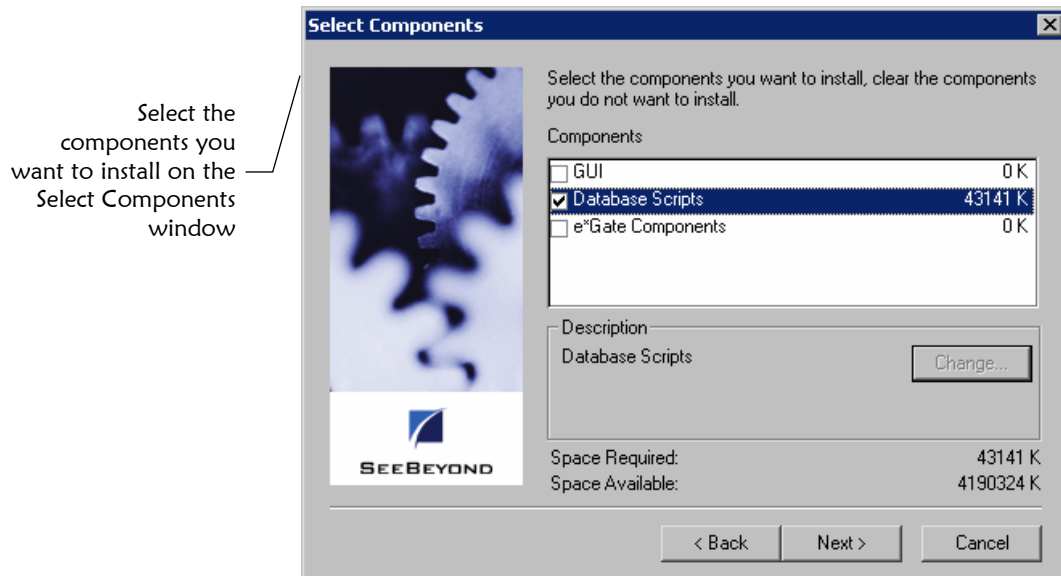 Select the
components you
want to install on the
Select Components
window
Select Components
Select the components you want to install, clear the components
you do not want to install.
Components
GUI 0 K
Database Scripts 43141 K
e*Gate Components 0 K
Description
Database Scripts
Change...
SEEBEYOND
Space Required: 43141 K
Space Available: 4190324 K
< Back
Next >
Cancel